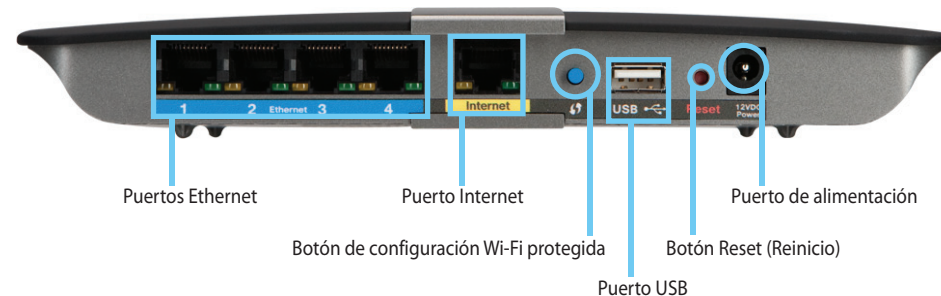 1 2 Ethernet 3 4
Internet
USB
Reset
12VDC
Power
Puertos Ethernet
Puerto Internet
Puerto de alimentación
Botón de configuración Wi-Fi protegida
Botón Reset (Reinicio)
Puerto USB